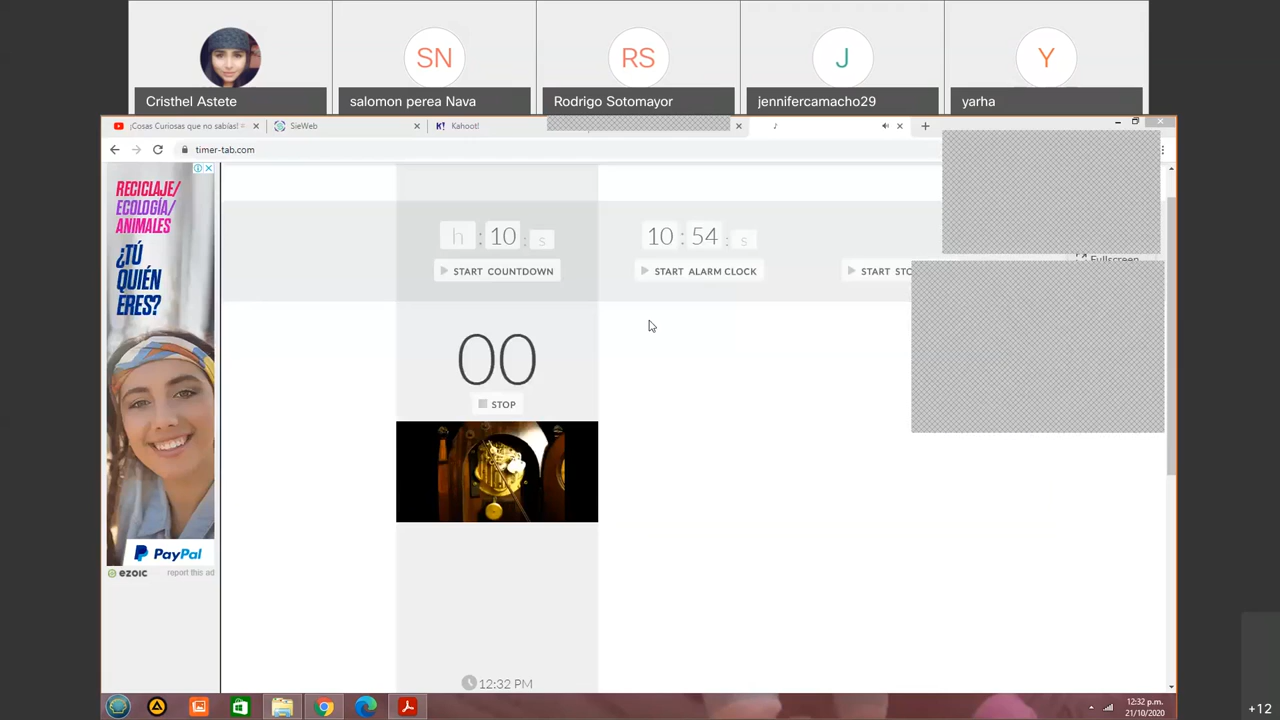 SN
RS
J
Y
Cristhel Astete
salomon perea Nava
Rodrigo Sotomayor
jennifercamacho29
yarha
¡Cosas Curiosas que no sabías!
SieWeb
K! Kahoot!
timer-tab.com
RECICLAJE/
ECOLOGÍA/
ANIMALES
¿TÚ
QUIÉN
ERES?
PayPal
ezoic report this ad
h : 10 : s
START COUNTDOWN
10 : 54 : s
START ALARM CLOCK
START STO
Fullscreen
00
STOP
12:32 PM
12:32 p.m.
21/10/2020
+12